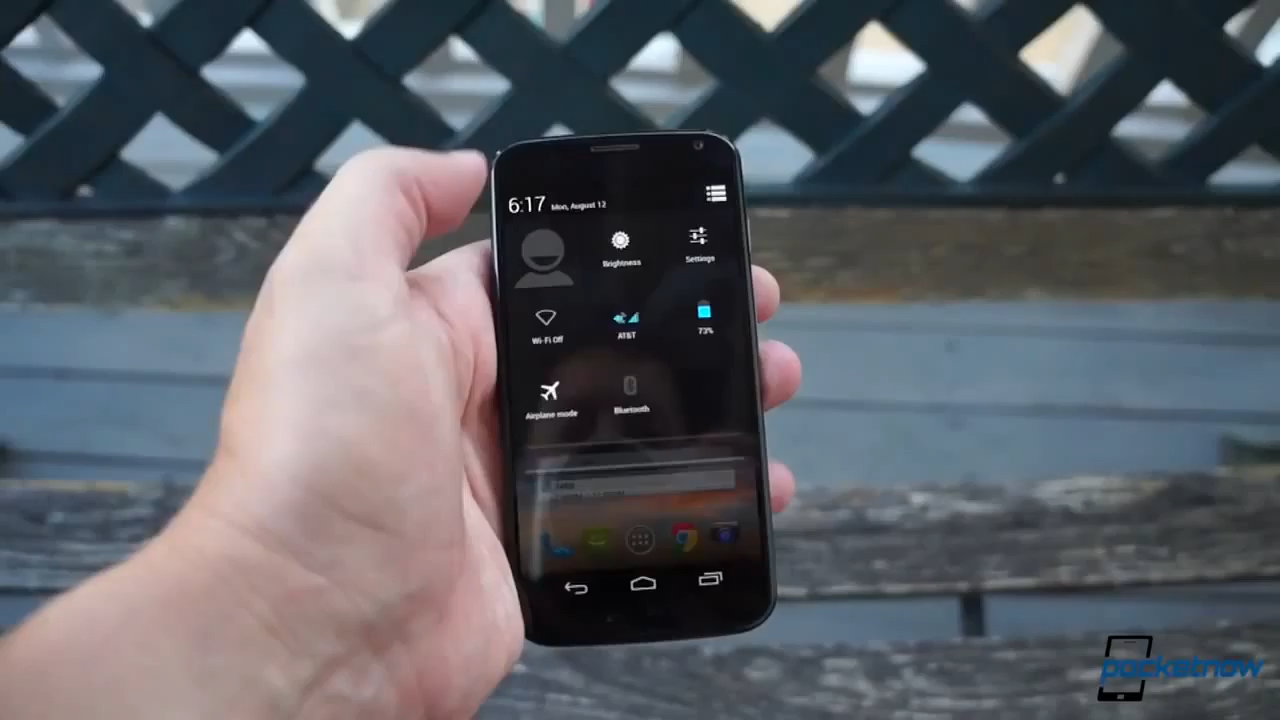 6:17 Mon, August 12
Brightness
Settings
Wi-Fi Off
AT&T
73%
Airplane mode
Bluetooth
pocketnow